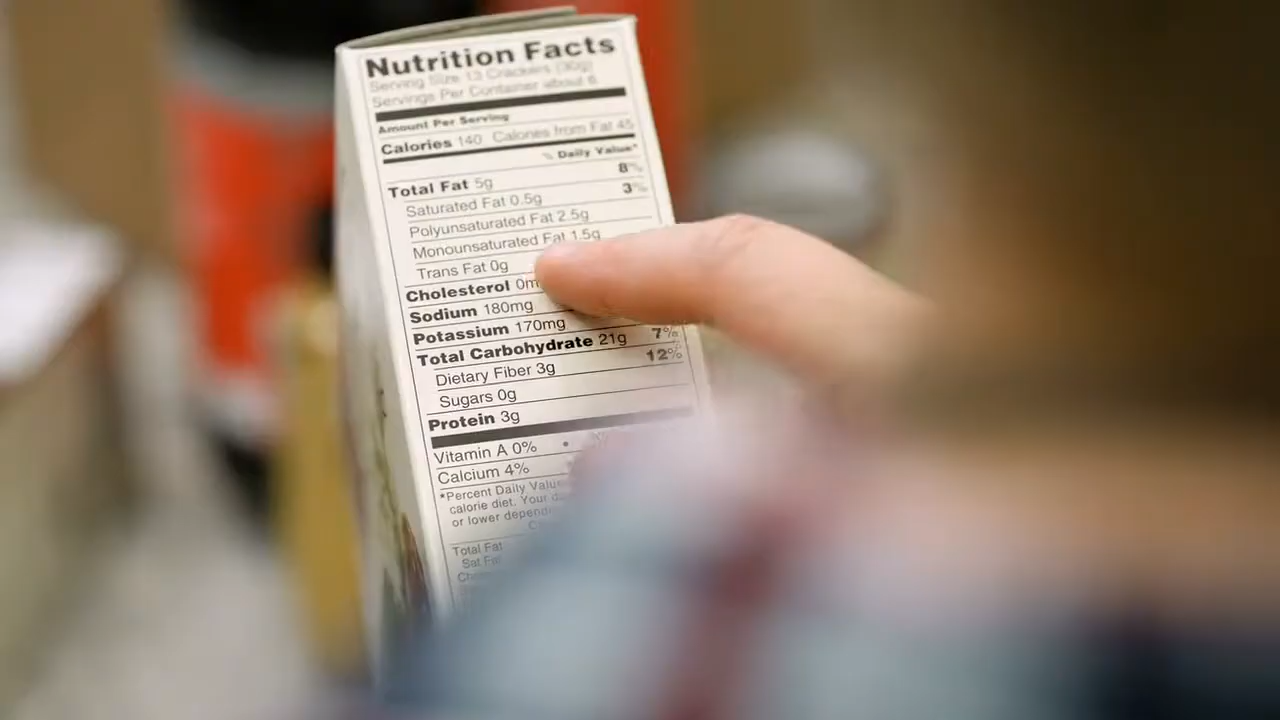 Nutrition Facts
Serving Size 13 Crackers (30g)
Servings Per Container about 6
Amount Per Serving
Calories 140 Calories from Fat 45
% Daily Value*
Total Fat 5g 8%
Saturated Fat 0.5g 3%
Polyunsaturated Fat 2.5g
Monounsaturated Fat 1.5g
Trans Fat 0g
Cholesterol 0m
Sodium 180mg
Potassium 170mg
Total Carbohydrate 21g 7%
Dietary Fiber 3g 12%
Sugars 0g
Protein 3g
Vitamin A 0% •
Calcium 4%
*Percent Daily
calorie diet. Your
or lower
Total Fat
Sat Fat